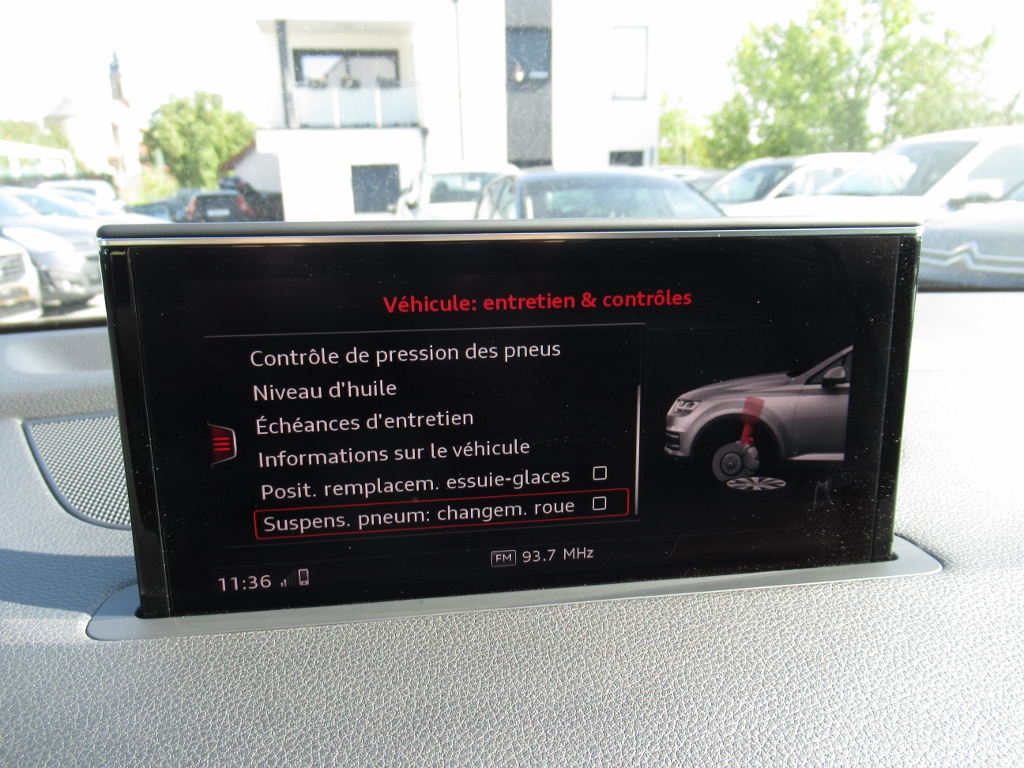 Véhicule: entretien & contrôles
Contrôle de pression des pneus
Niveau d'huile
Échéances d'entretien
Informations sur le véhicule
Posit. remplacem. essuie-glaces
Suspens. pneum: changem. roue
FM 93.7 MHz
11:36